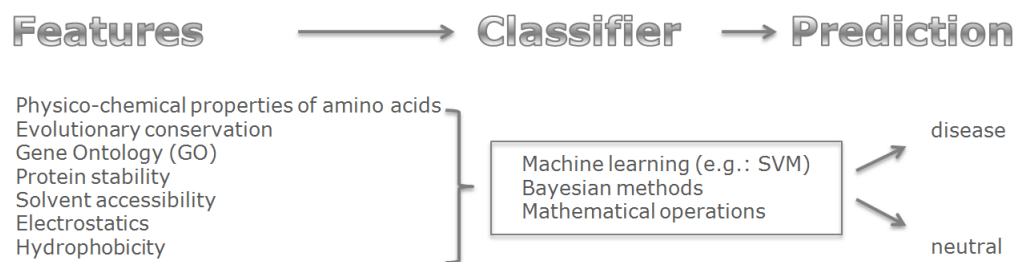 Features
Classifier
Prediction
Physico-chemical properties of amino acids
Evolutionary conservation
Gene Ontology (GO)
Protein stability
Solvent accessibility
Electrostatics
Hydrophobicity
Machine learning (e.g.: SVM)
Bayesian methods
Mathematical operations
disease
neutral